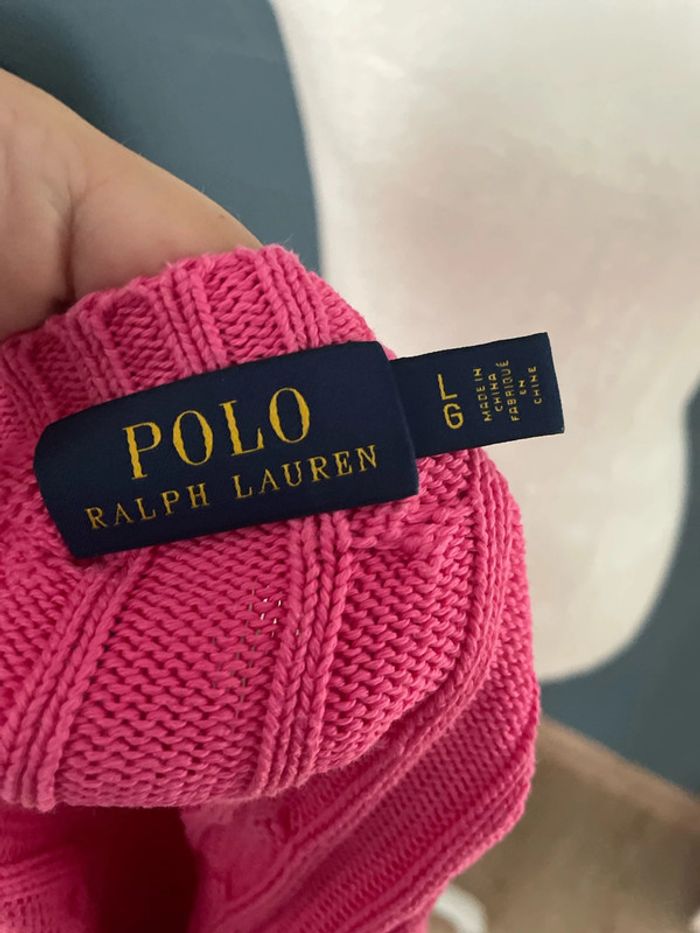 POLO
RALPH LAUREN
L
G
MADE IN
CHINA
FABRIQUÉ
EN
CHINE